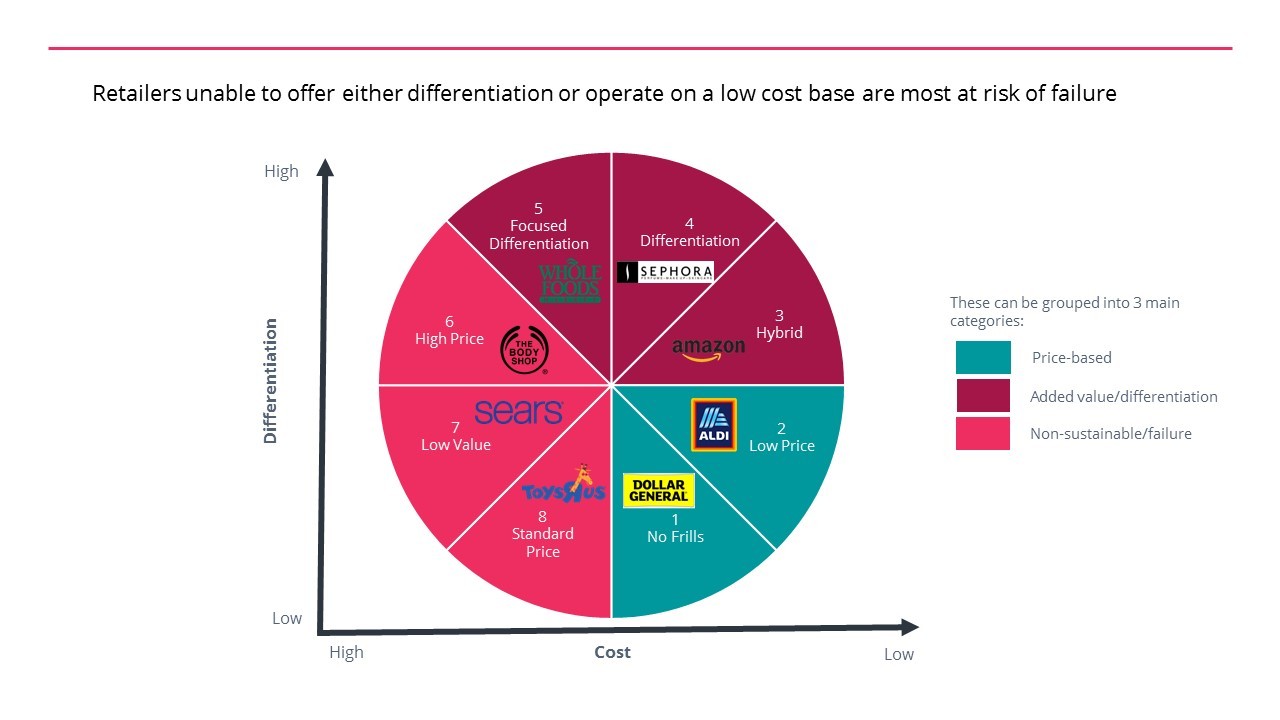 Retailers unable to offer either differentiation or operate on a low cost base are most at risk of failure
High
Differentiation
Low
High
Cost
Low
5
Focused
Differentiation
WHOLE
FOODS
4
Differentiation
SEPHORA
3
Hybrid
amazon
6
High Price
THE
BODY
SHOP
®
sears
7
Low Value
ALDI
2
Low Price
TOYSRUS
8
Standard
Price
DOLLAR
GENERAL
1
No Frills
These can be grouped into 3 main
categories:
Price-based
Added value/differentiation
Non-sustainable/failure